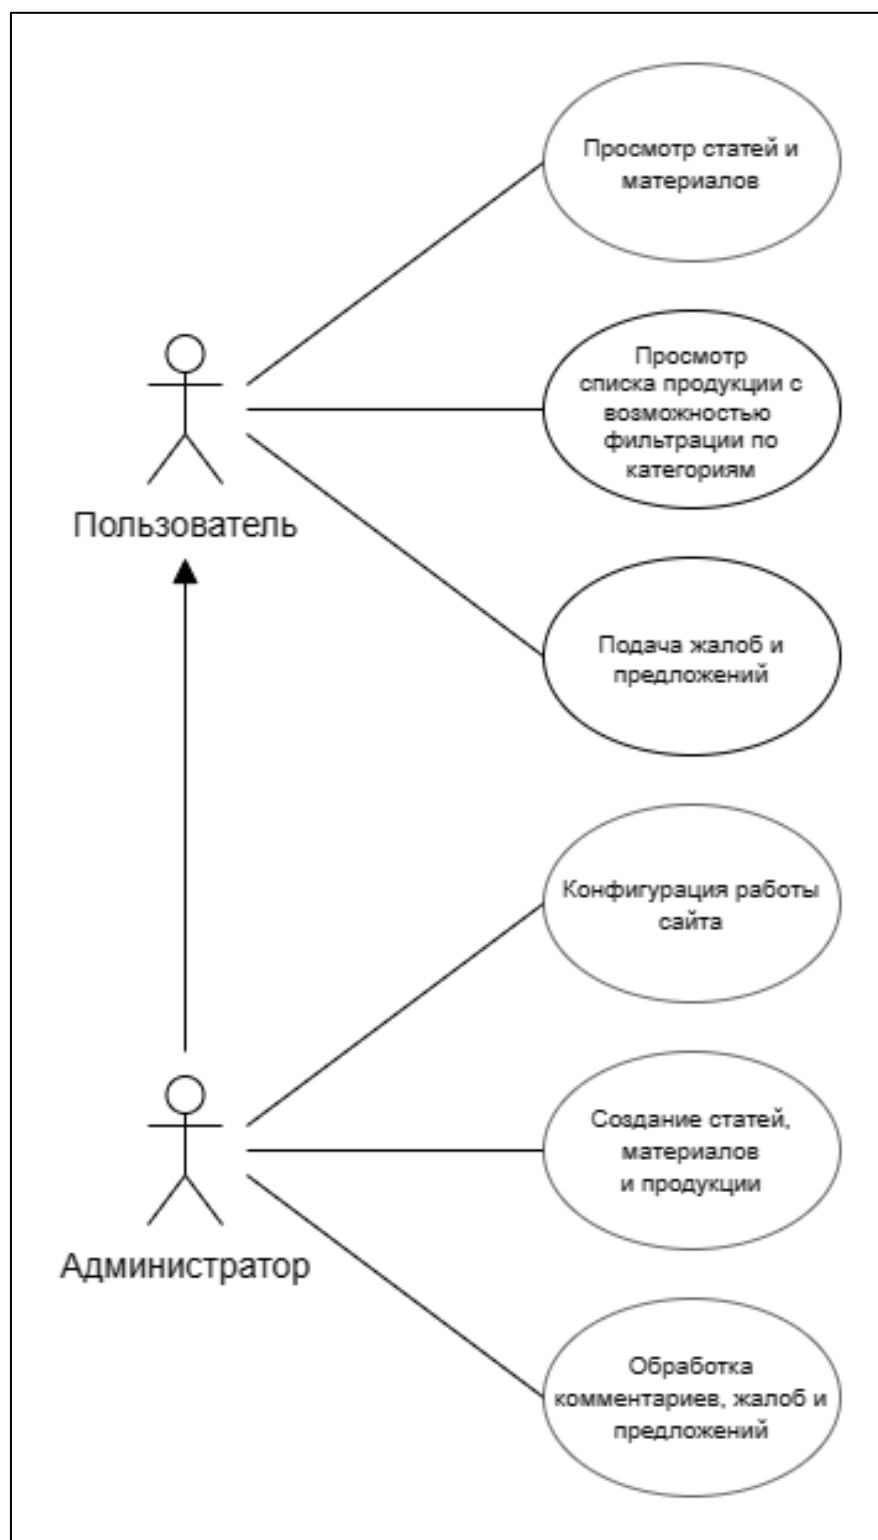 Просмотр статей и
материалов
Просмотр
списка продукции с
возможностью
фильтрации по
категориям
Пользователь
Подача жалоб и
предложений
Конфигурация работы
сайта
Создание статей,
материалов
и продукции
Администратор
Обработка
комментариев, жалоб и
предложений